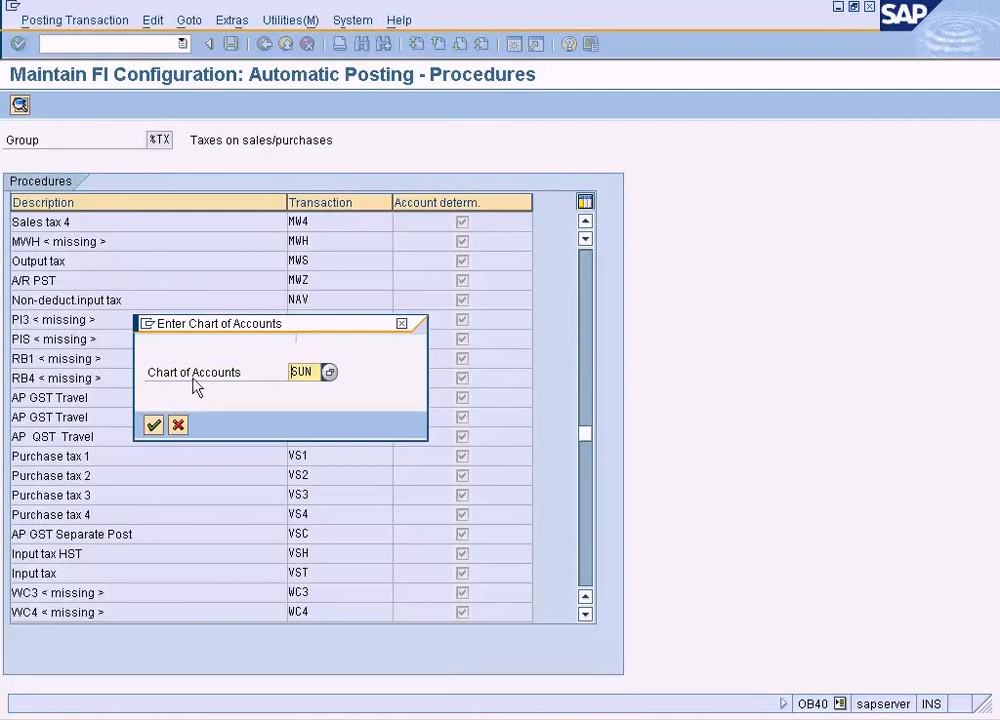 Posting Transaction Edit Goto Extras Utilities(M) System Help
SAP
Maintain FI Configuration: Automatic Posting - Procedures
Group %TX Taxes on sales/purchases
Procedures
Description Transaction Account determ.
Sales tax 4 MW4
MWH < missing > MWH
Output tax MWS
A/R PST MWZ
Non-deduct.input tax NAV
PI3 < missing >
PIS < missing >
RB1 < missing >
RB4 < missing >
AP GST Travel
AP GST Travel
AP QST Travel
Enter Chart of Accounts
Chart of Accounts SUN
Purchase tax 1 VS1
Purchase tax 2 VS2
Purchase tax 3 VS3
Purchase tax 4 VS4
AP GST Separate Post VSC
Input tax HST VSH
Input tax VST
WC3 < missing > WC3
WC4 < missing > WC4
OB40 sapserver INS